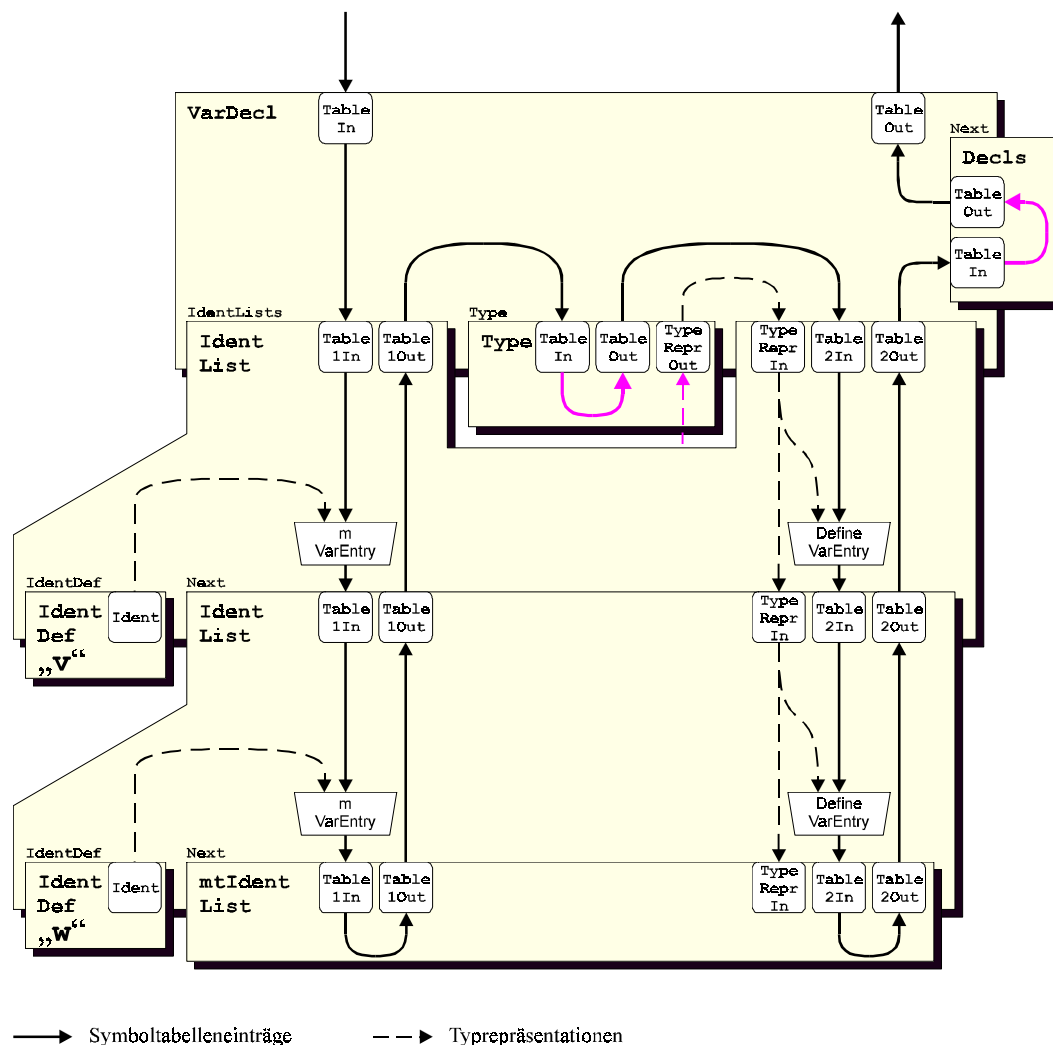 VarDecl
Table
In
Table
Out
Next
Decls
Table
Out
Table
In
IdentLists
Ident
List
Table
1In
Table
1Out
Type
Type
Table
In
Table
Out
Type
Repr
Out
Type
Repr
In
Table
2In
Table
2Out
m
VarEntry
Define
VarEntry
IdentDef
Ident
Def
„v“
Ident
Next
Ident
List
Table
1In
Table
1Out
Type
Repr
In
Table
2In
Table
2Out
m
VarEntry
Define
VarEntry
IdentDef
Ident
Def
„w“
Ident
Next
mtIdent
List
Table
1In
Table
1Out
Type
Repr
In
Table
2In
Table
2Out
Symboltabelleneinträge
Typrepräsentationen